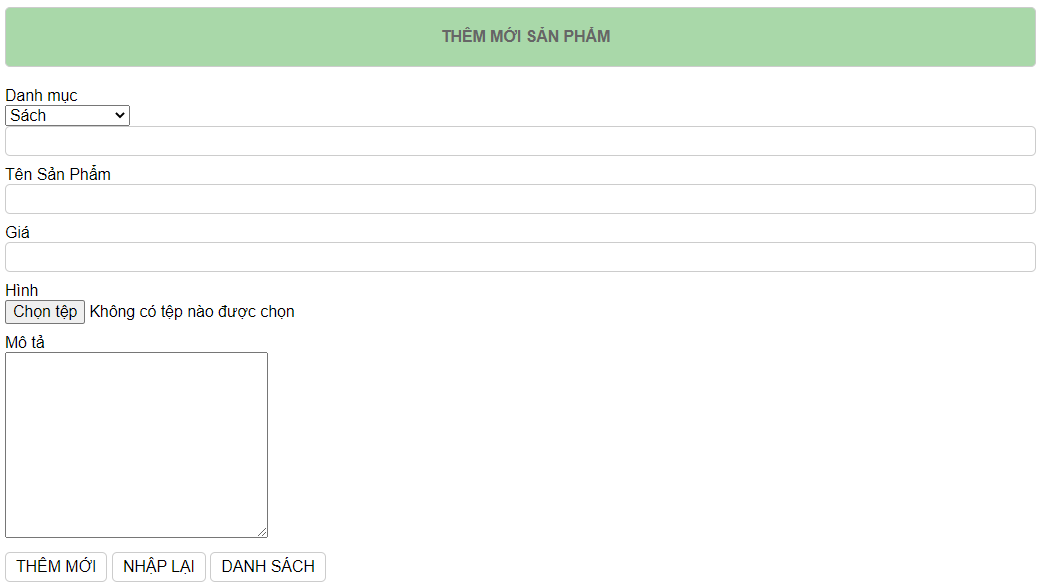 THÊM MỚI SẢN PHẨM
Danh mục
Sách
Tên Sản Phẩm
Giá
Hình
Chọn tệp Không có tệp nào được chọn
Mô tả
THÊM MỚI NHẬP LẠI DANH SÁCH